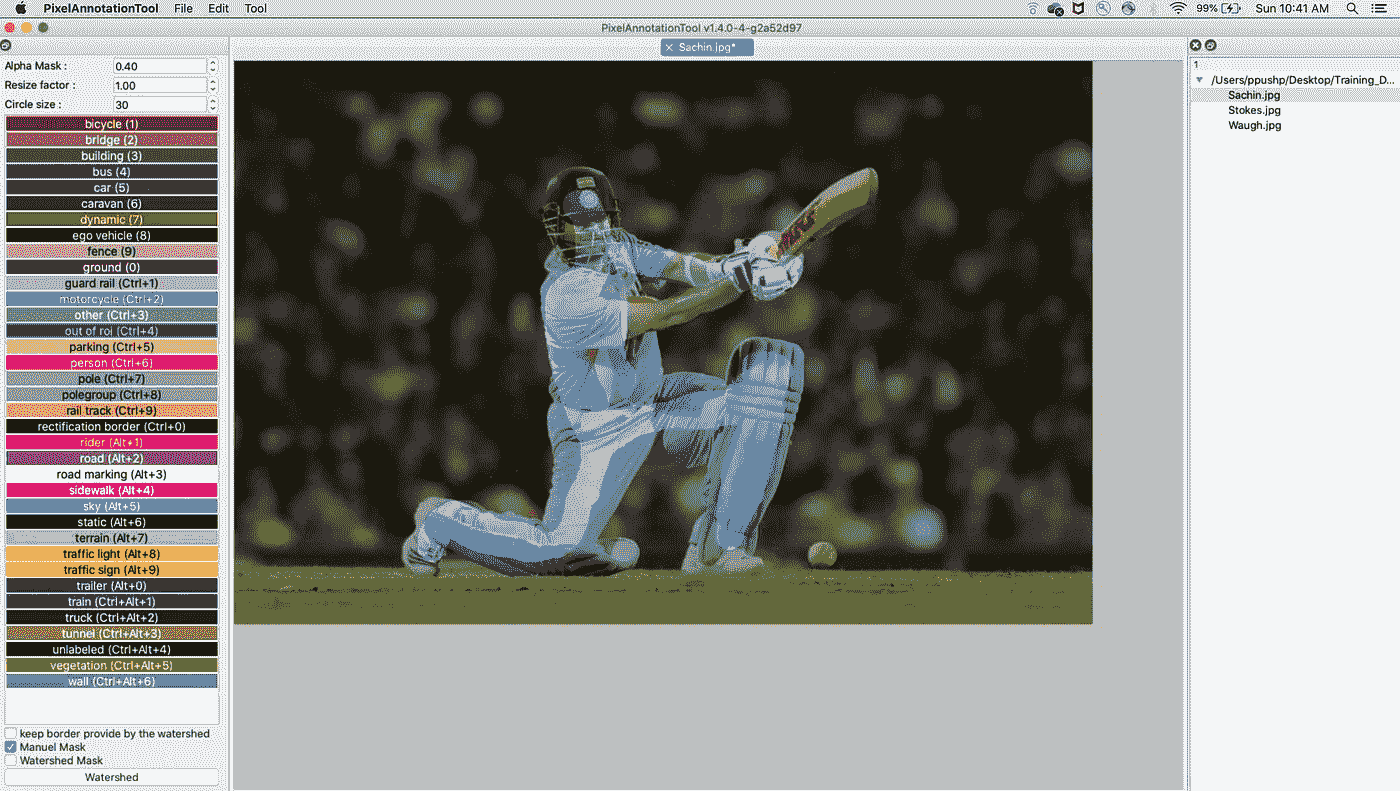 PixelAnnotationTool File Edit Tool 99% Sun 10:41 AM
PixelAnnotationTool v1.4.0-4-g2a52d97
Sachin.jpg*
Alpha Mask : 0.40
Resize factor : 1.00
Circle size : 30
bicycle (1)
bridge (2)
building (3)
bus (4)
car (5)
caravan (6)
dynamic (7)
ego vehicle (8)
fence (9)
ground (0)
guard rail (Ctrl+1)
motorcycle (Ctrl+2)
other (Ctrl+3)
out of roi (Ctrl+4)
parking (Ctrl+5)
person (Ctrl+6)
pole (Ctrl+7)
polegroup (Ctrl+8)
rail track (Ctrl+9)
rectification border (Ctrl+0)
rider (Alt+1)
road (Alt+2)
road marking (Alt+3)
sidewalk (Alt+4)
sky (Alt+5)
static (Alt+6)
terrain (Alt+7)
traffic light (Alt+8)
traffic sign (Alt+9)
trailer (Alt+0)
train (Ctrl+Alt+1)
truck (Ctrl+Alt+2)
tunnel (Ctrl+Alt+3)
unlabeled (Ctrl+Alt+4)
vegetation (Ctrl+Alt+5)
wall (Ctrl+Alt+6)
keep border provide by the watershed
Manuel Mask
Watershed Mask
Watershed
1
/Users/ppushp/Desktop/Training_D...
Sachin.jpg
Stokes.jpg
Waugh.jpg